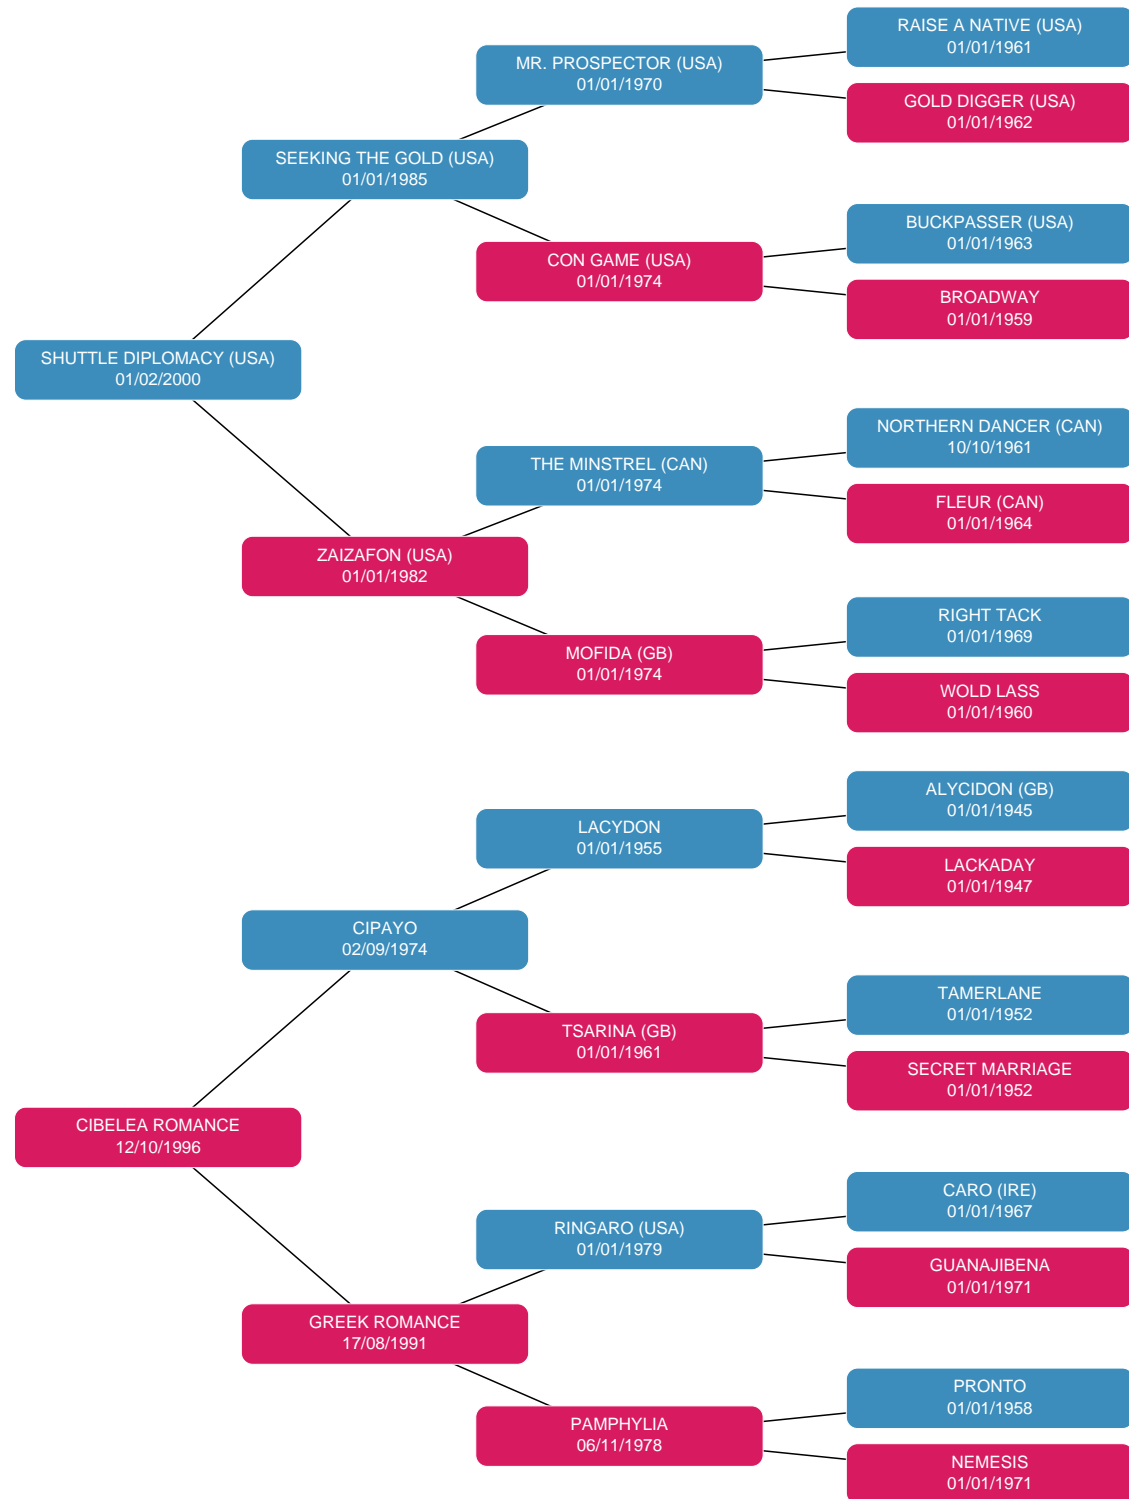 RAISE A NATIVE (USA)
01/01/1961
MR. PROSPECTOR (USA)
01/01/1970
GOLD DIGGER (USA)
01/01/1962
SEEKING THE GOLD (USA)
01/01/1985
BUCKPASSER (USA)
01/01/1963
CON GAME (USA)
01/01/1974
BROADWAY
01/01/1959
SHUTTLE DIPLOMACY (USA)
01/02/2000
NORTHERN DANCER (CAN)
10/10/1961
THE MINSTREL (CAN)
01/01/1974
FLEUR (CAN)
01/01/1964
ZAIZAFON (USA)
01/01/1982
RIGHT TACK
01/01/1969
MOFIDA (GB)
01/01/1974
WOLD LASS
01/01/1960
ALYCIDON (GB)
01/01/1945
LACYDON
01/01/1955
LACKADAY
01/01/1947
CIPAYO
02/09/1974
TAMERLANE
01/01/1952
TSARINA (GB)
01/01/1961
SECRET MARRIAGE
01/01/1952
CIBELEA ROMANCE
12/10/1996
CARO (IRE)
01/01/1967
RINGARO (USA)
01/01/1979
GUANAJIBENA
01/01/1971
GREEK ROMANCE
17/08/1991
PRONTO
01/01/1958
PAMPHYLIA
06/11/1978
NEMESIS
01/01/1971